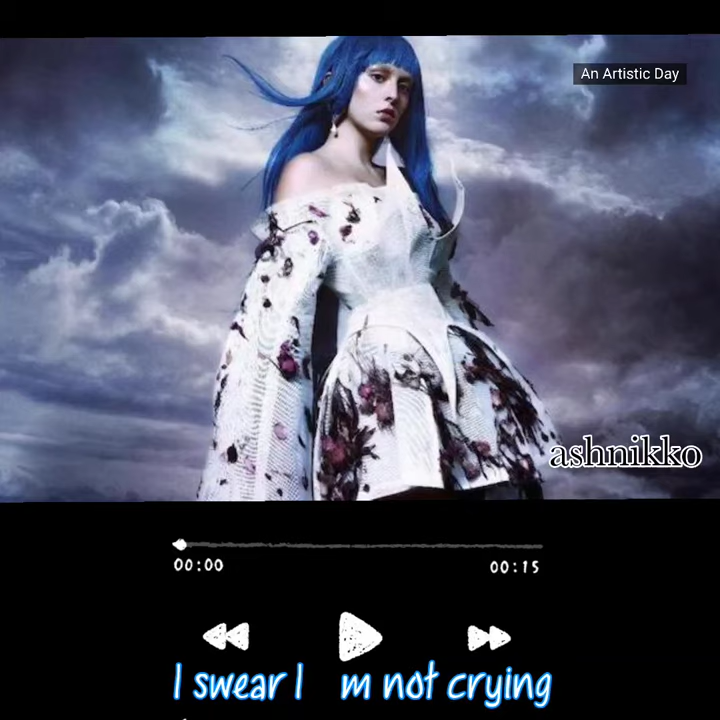 An Artistic Day
ashnikko
00:00
00:15
I swear I m not crying